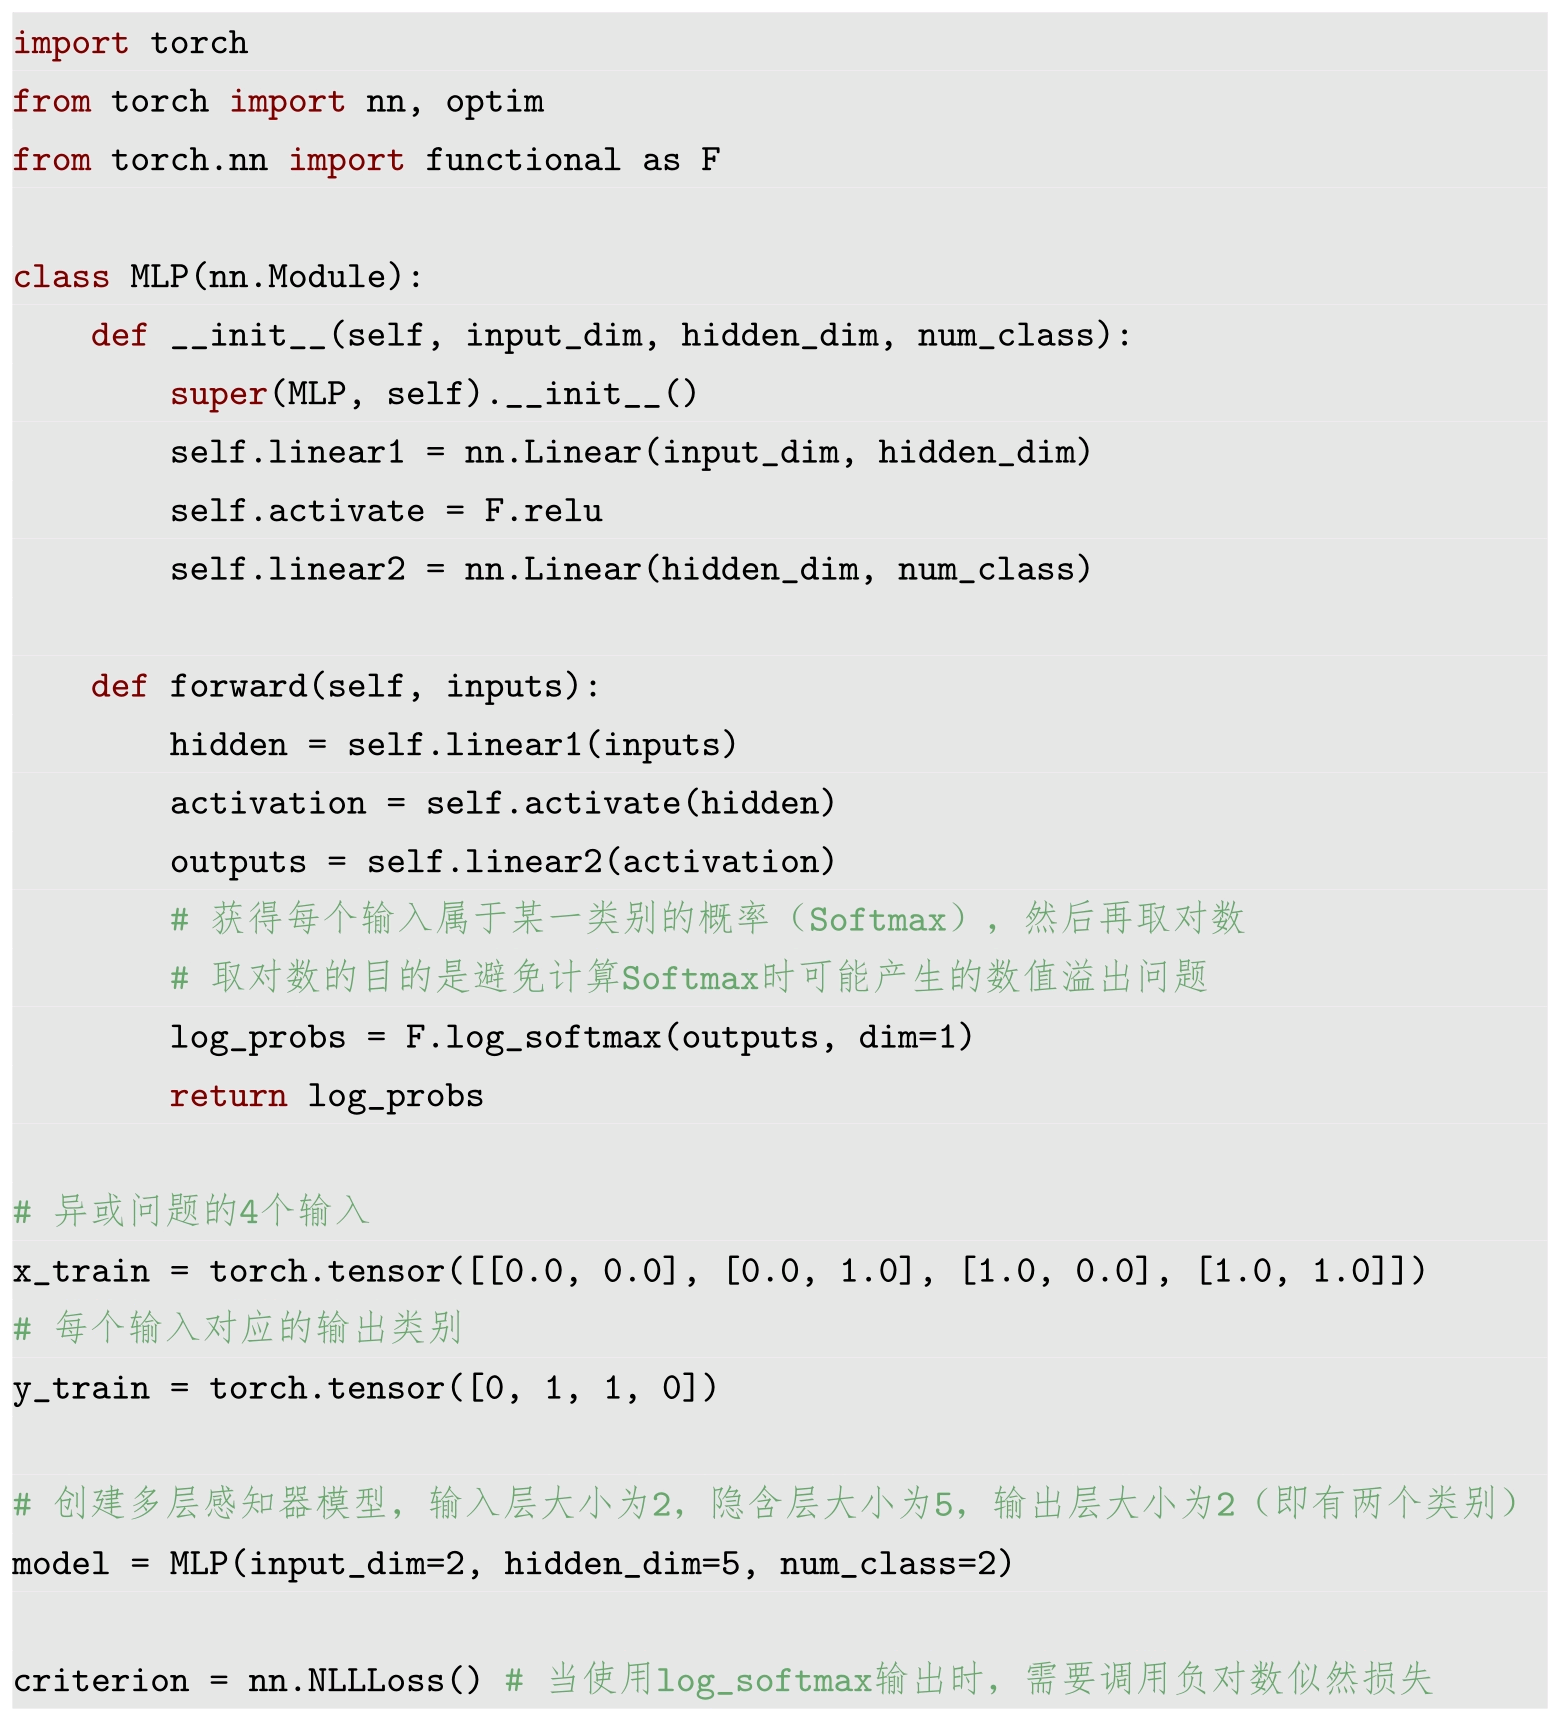 import torch
from torch import nn, optim
from torch.nn import functional as F
class MLP(nn.Module):
    def __init__(self, input_dim, hidden_dim, num_class):
        super(MLP, self).__init__()
        self.linear1 = nn.Linear(input_dim, hidden_dim)
        self.activate = F.relu
        self.linear2 = nn.Linear(hidden_dim, num_class)
    def forward(self, inputs):
        hidden = self.linear1(inputs)
        activation = self.activate(hidden)
        outputs = self.linear2(activation)
        # 获得每个输入属于某一类别的概率（Softmax），然后再取对数
        # 取对数的目的是避免计算Softmax时可能产生的数值溢出问题
        log_probs = F.log_softmax(outputs, dim=1)
        return log_probs
# 异或问题的4个输入
x_train = torch.tensor([[0.0, 0.0], [0.0, 1.0], [1.0, 0.0], [1.0, 1.0]])
# 每个输入对应的输出类别
y_train = torch.tensor([0, 1, 1, 0])
# 创建多层感知器模型，输入层大小为2，隐含层大小为5，输出层大小为2（即有两个类别）
model = MLP(input_dim=2, hidden_dim=5, num_class=2)
criterion = nn.NLLLoss() # 当使用log_softmax输出时，需要调用负对数似然损失